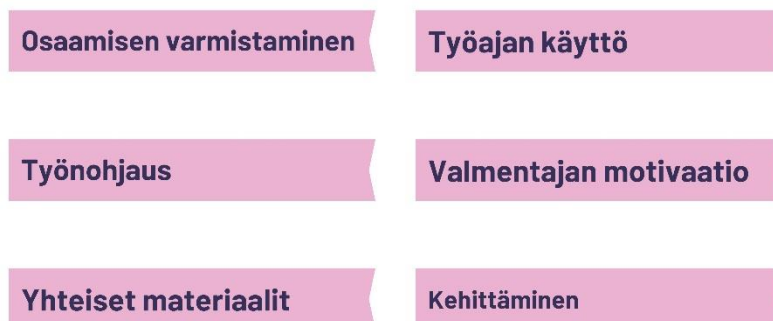 Osaamisen varmistaminen
Työajan käyttö
Työnohjaus
Valmentajan motivaatio
Yhteiset materiaalit
Kehittäminen